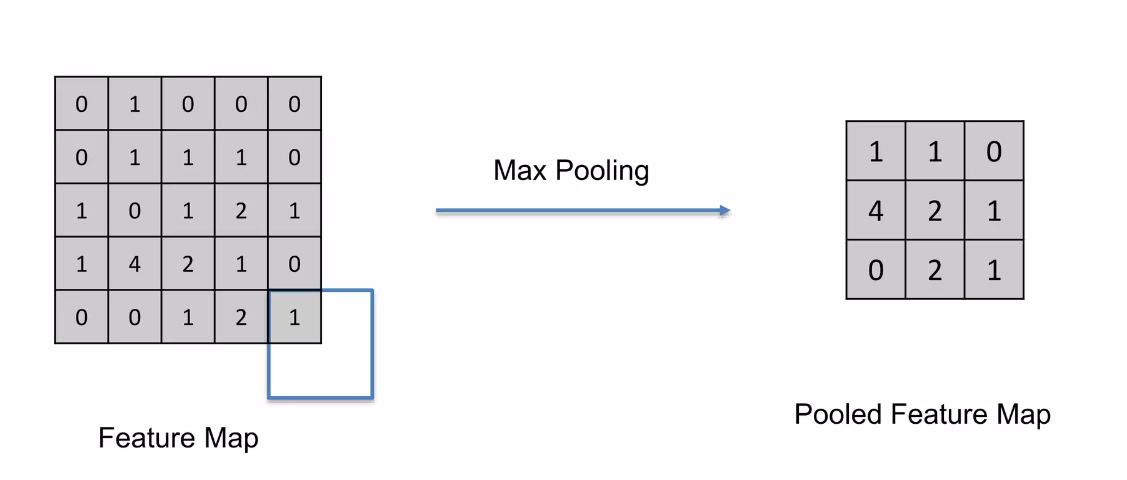 0 1 0 0 0
0 1 1 1 0
1 0 1 2 1
1 4 2 1 0
0 0 1 2 1
Feature Map
Max Pooling
1 1 0
4 2 1
0 2 1
Pooled Feature Map